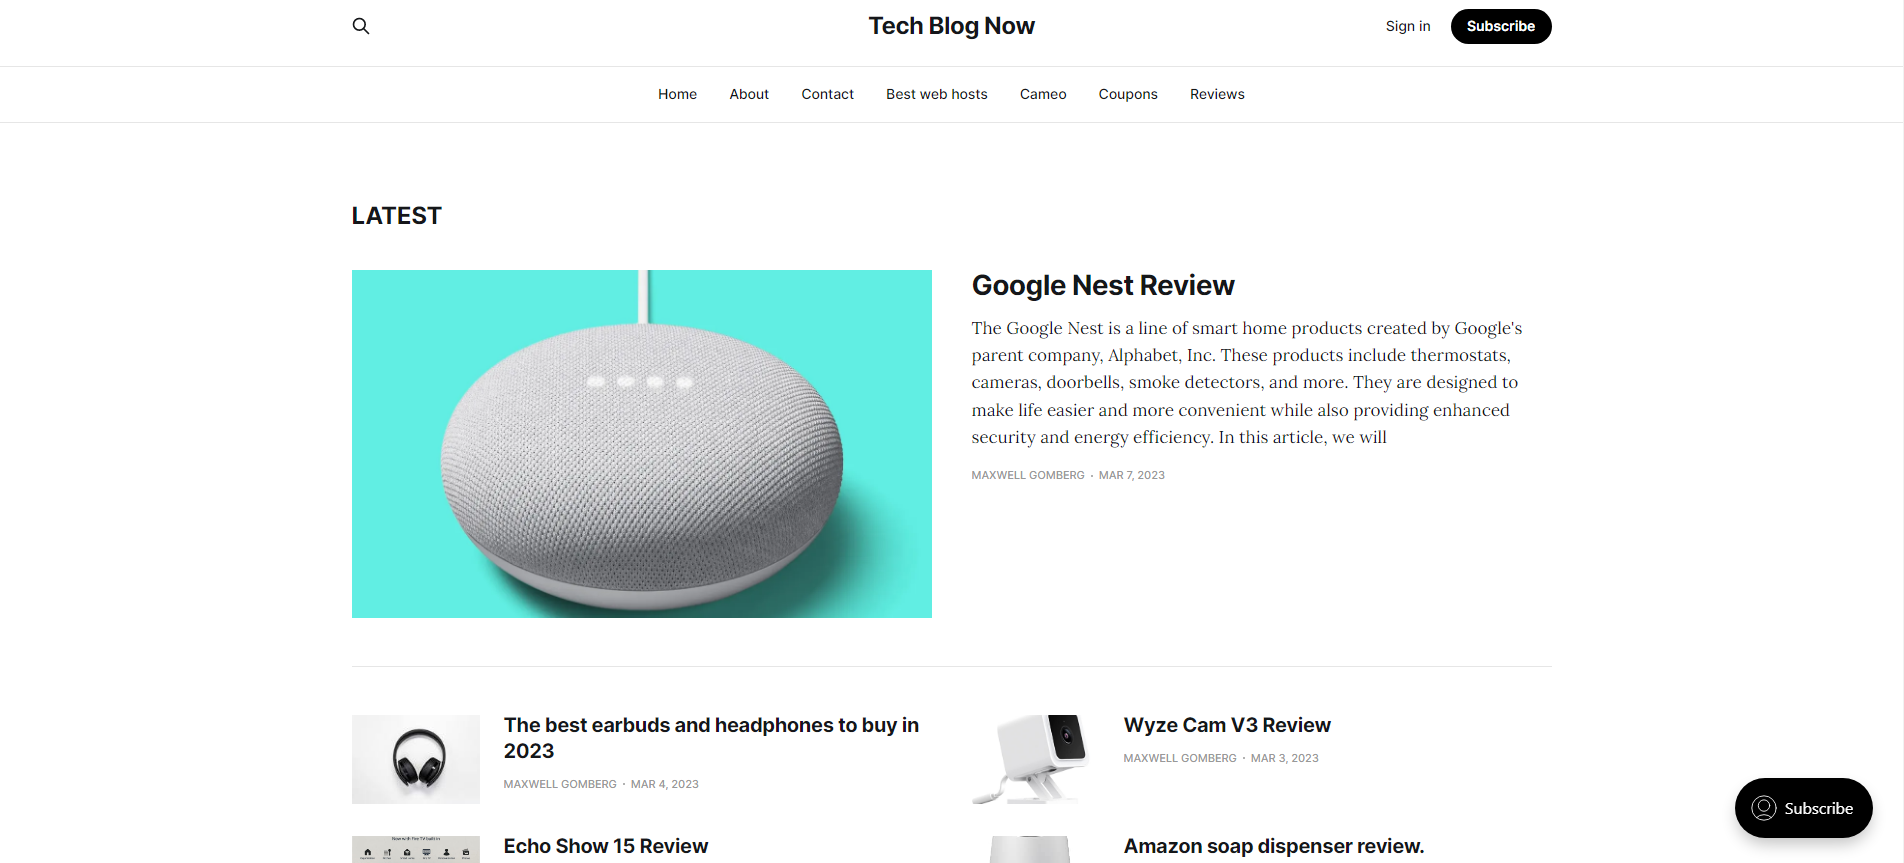 Tech Blog Now
Sign in
Subscribe
Home About Contact Best web hosts Cameo Coupons Reviews
LATEST
Google Nest Review
The Google Nest is a line of smart home products created by Google's
parent company, Alphabet, Inc. These products include thermostats,
cameras, doorbells, smoke detectors, and more. They are designed to
make life easier and more convenient while also providing enhanced
security and energy efficiency. In this article, we will
MAXWELL GOMBERG • MAR 7, 2023
The best earbuds and headphones to buy in
2023
MAXWELL GOMBERG • MAR 4, 2023
Wyze Cam V3 Review
MAXWELL GOMBERG • MAR 3, 2023
Echo Show 15 Review
Amazon soap dispenser review.
Subscribe